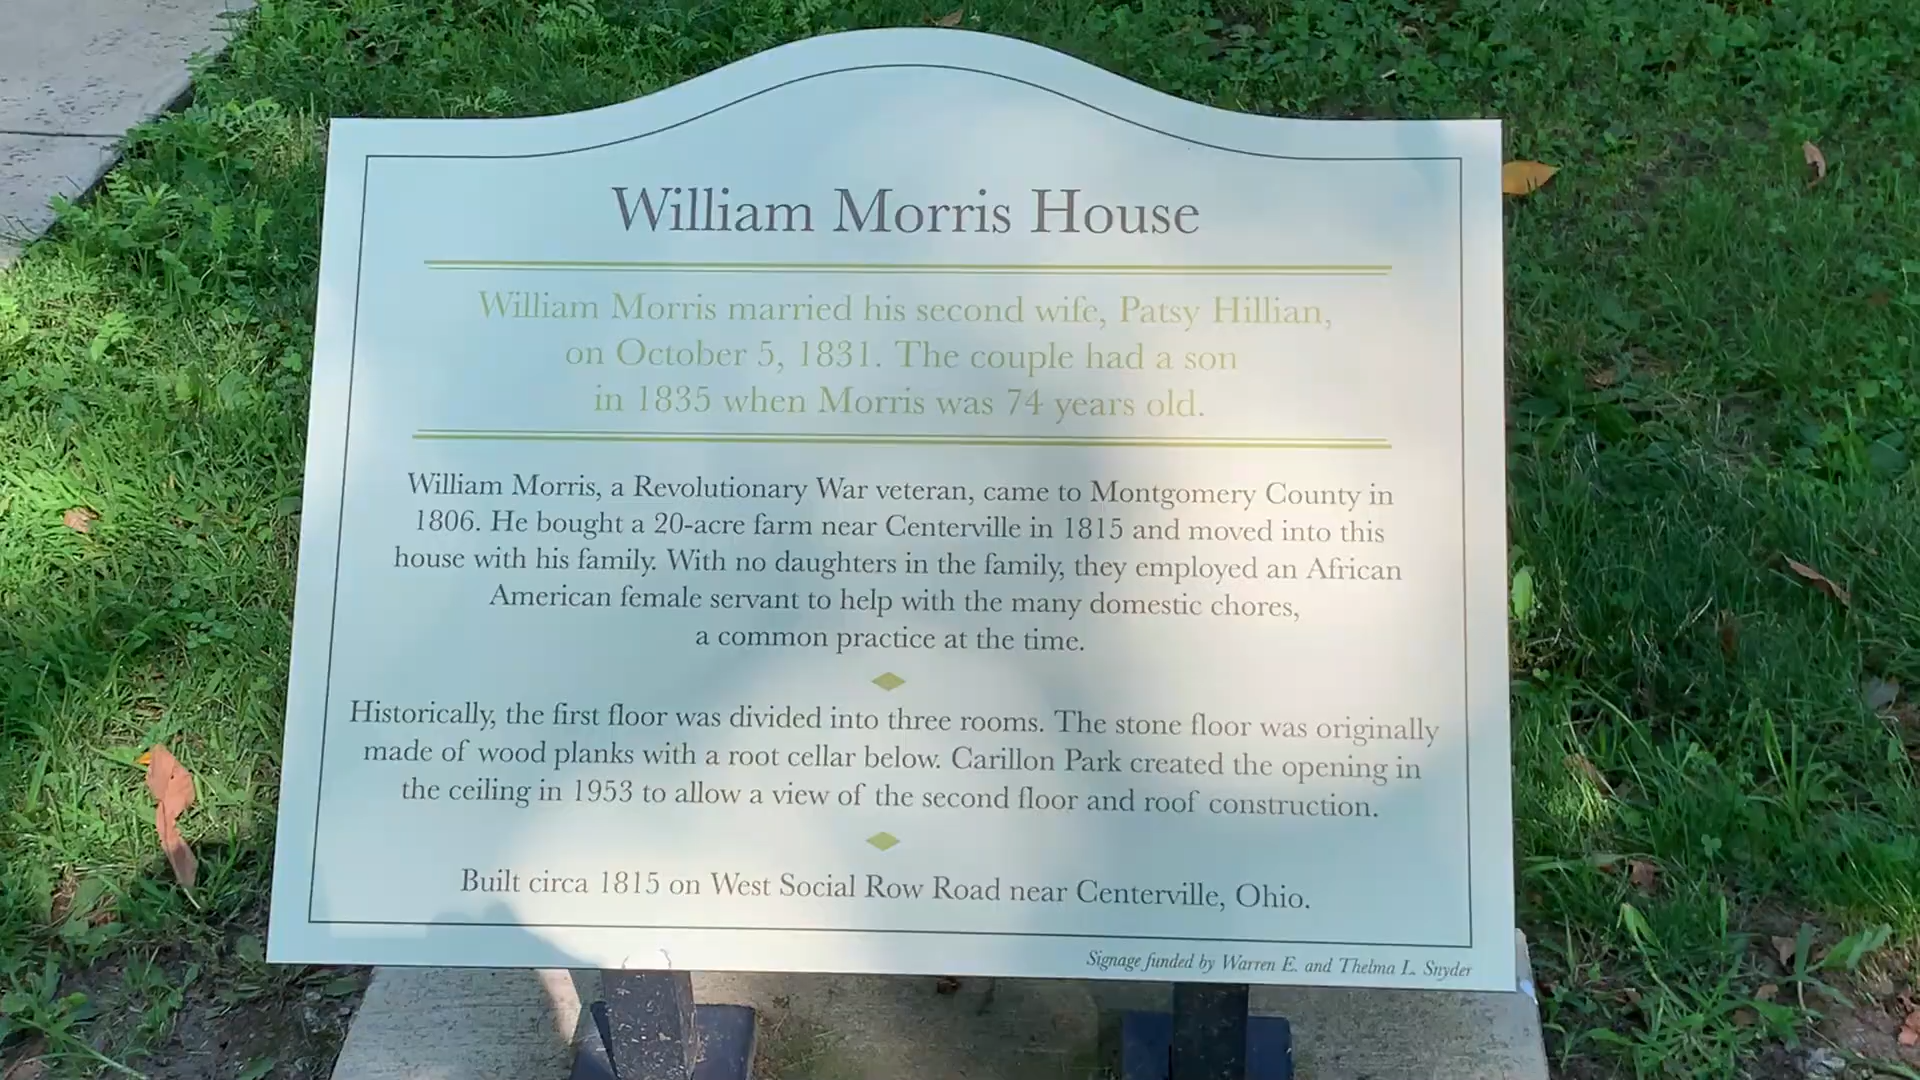 William Morris House
William Morris married his second wife, Patsy Hillian,
on October 5, 1831. The couple had a son
in 1835 when Morris was 74 years old.
William Morris, a Revolutionary War veteran, came to Montgomery County in
1806. He bought a 20-acre farm near Centerville in 1815 and moved into this
house with his family. With no daughters in the family, they employed an African
American female servant to help with the many domestic chores,
a common practice at the time.
Historically, the first floor was divided into three rooms. The stone floor was originally
made of wood planks with a root cellar below. Carillon Park created the opening in
the ceiling in 1953 to allow a view of the second floor and roof construction.
Built circa 1815 on West Social Row Road near Centerville, Ohio.
Signage funded by Warren E. and Thelma L. Snyder